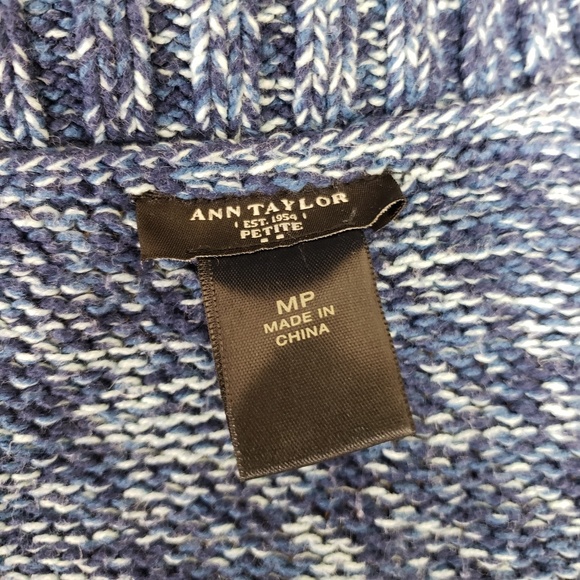 ANN TAYLOR
EST. 1954
PETITE
MP
MADE IN
CHINA